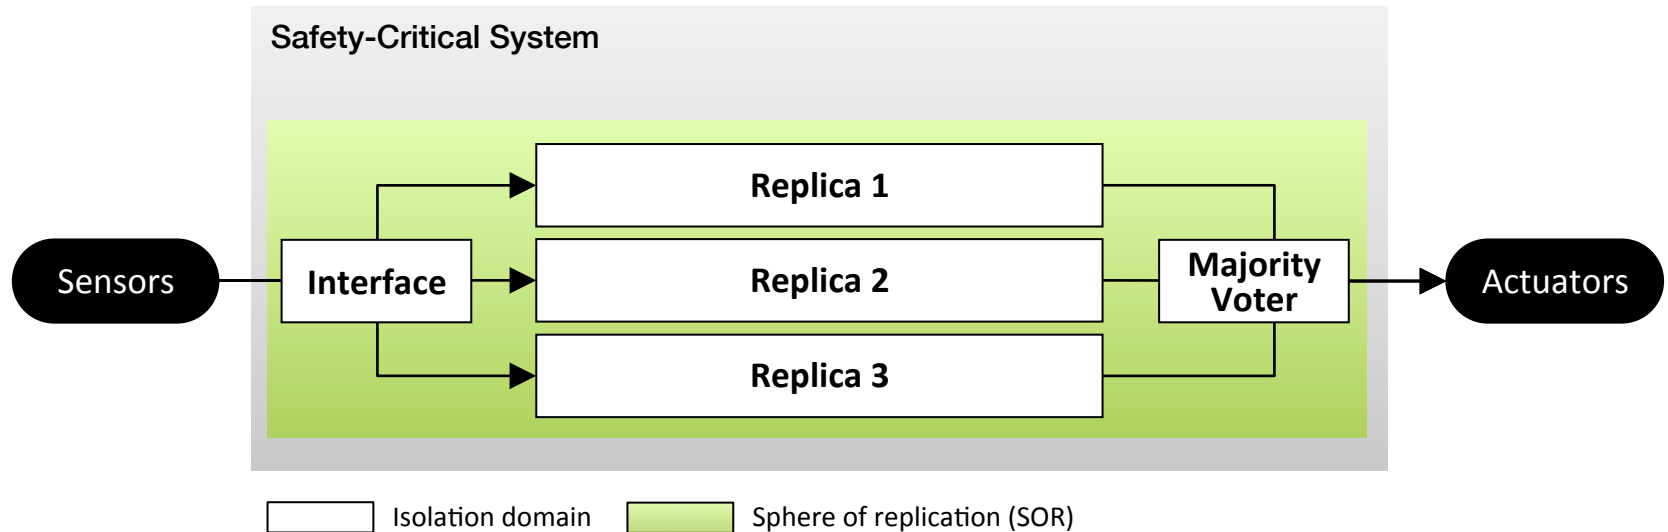 Safety-Critical System
Replica 1
Sensors
Interface
Replica 2
Majority
Voter
Actuators
Replica 3
Isolation domain
Sphere of replication (SOR)